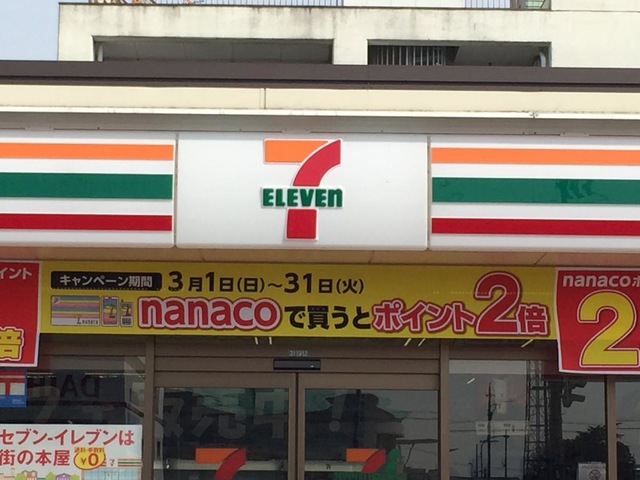 7
ELEVEn
キャンペーン期間 3月1日(日)～31日(火)
nanacoで買うとポイント2倍
イント
倍
nanacoポ
2
セブン-イレブンは
街の本屋
¥0